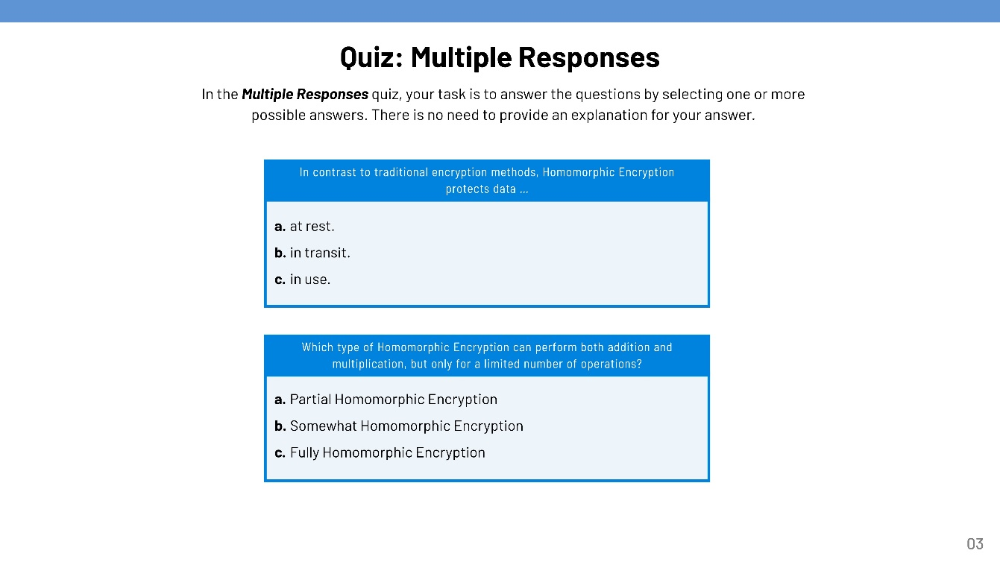 Quiz: Multiple Responses
In the Multiple Responses quiz, your task is to answer the questions by selecting one or more
possible answers. There is no need to provide an explanation for your answer.
In contrast to traditional encryption methods, Homomorphic Encryption
protects data ...
a. at rest.
b. in transit.
c. in use.
Which type of Homomorphic Encryption can perform both addition and
multiplication, but only for a limited number of operations?
a. Partial Homomorphic Encryption
b. Somewhat Homomorphic Encryption
c. Fully Homomorphic Encryption
03